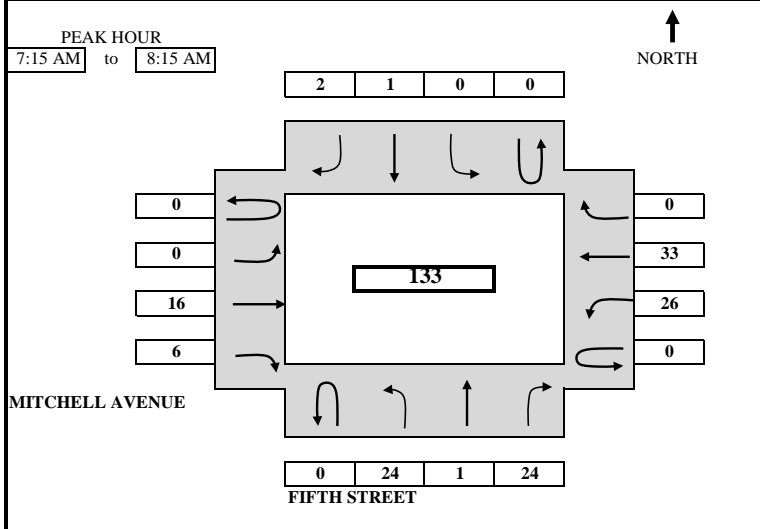 PEAK HOUR
7:15 AM to 8:15 AM
NORTH
2 1 0 0
0 0
0 33
133
16 26
6 0
MITCHELL AVENUE
0 24 1 24
FIFTH STREET